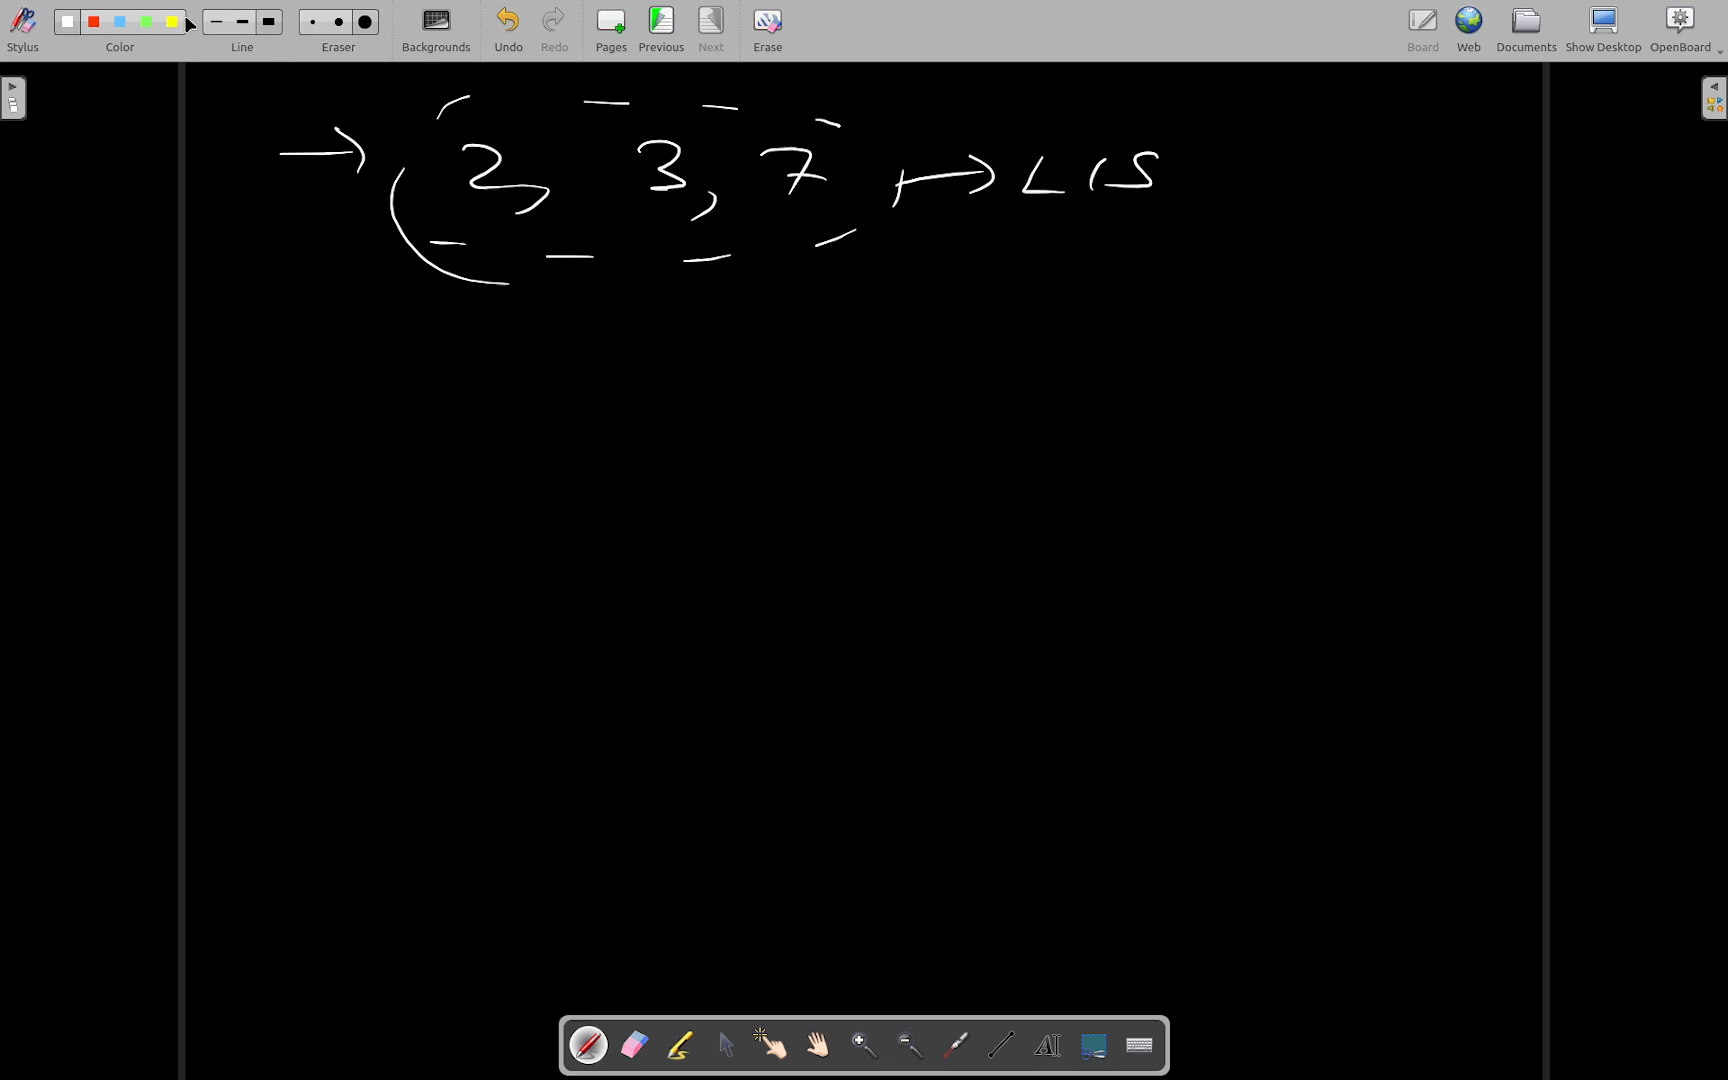 Stylus Color Line Eraser Backgrounds Undo Redo Pages Previous Next Erase Board Web Documents Show Desktop OpenBoard
→ 2, 3, 7 → LIS